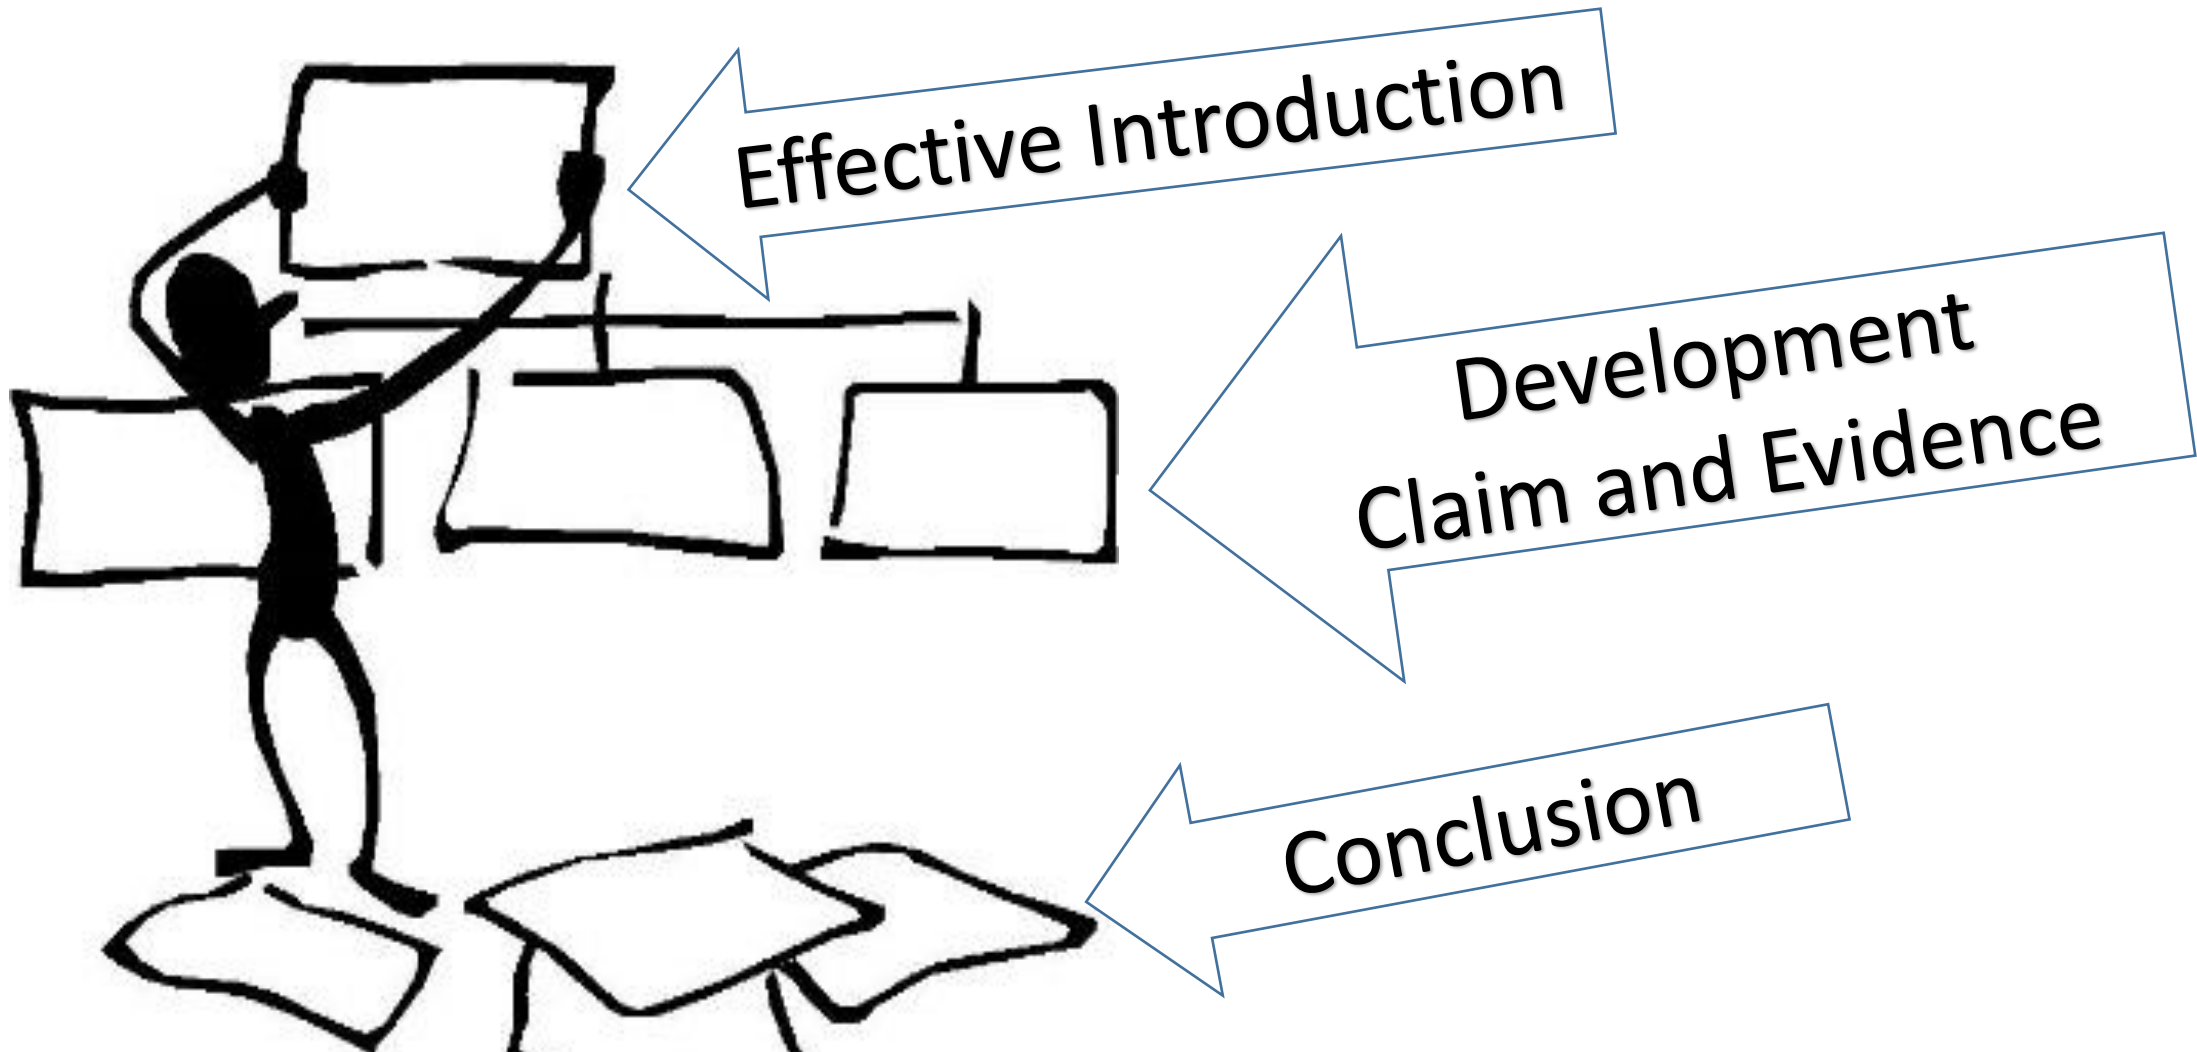 Effective Introduction
Development
Claim and Evidence
Conclusion